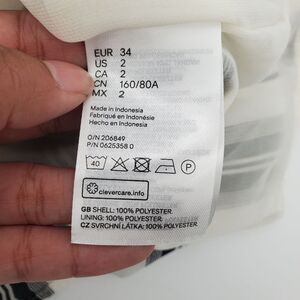 EUR 34
US 2
CA 2
CN 160/80A
MX 2
Made in Indonesia
Fabriqué en Indonésie
Hecho en Indonesia
O/N 206849
P/N 0625358 0
40
P
clevercare.info
GB SHELL: 100% POLYESTER.
LINING: 100% POLYESTER.
CZ SVRCHNÍ LÁTKA: 100% POLYESTER.